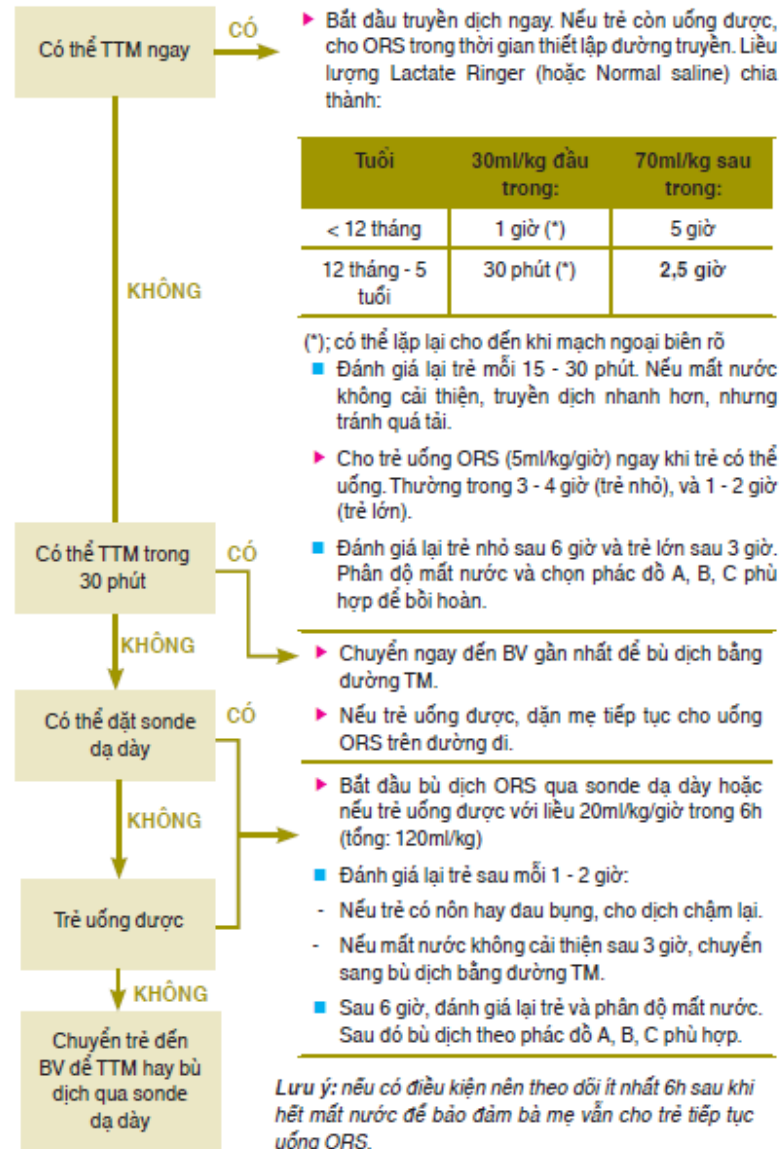 Có thể TTM ngay
CÓ
▶ Bắt đầu truyền dịch ngay. Nếu trẻ còn uống được,
cho ORS trong thời gian thiết lập đường truyền. Liều
lượng Lactate Ringer (hoặc Normal saline) chia
thành:
Tuổi
30ml/kg đầu
trong:
70ml/kg sau
trong:
< 12 tháng
1 giờ (*)
5 giờ
12 tháng - 5
tuổi
30 phút (*)
2,5 giờ
KHÔNG
(*); có thể lặp lại cho đến khi mạch ngoại biên rõ
■ Đánh giá lại trẻ mỗi 15 - 30 phút. Nếu mất nước
không cải thiện, truyền dịch nhanh hơn, nhưng
tránh quá tải.
▶ Cho trẻ uống ORS (5ml/kg/giờ) ngay khi trẻ có thể
uống. Thường trong 3 - 4 giờ (trẻ nhỏ), và 1 - 2 giờ
(trẻ lớn).
■ Đánh giá lại trẻ nhỏ sau 6 giờ và trẻ lớn sau 3 giờ.
Phân độ mất nước và chọn phác đồ A, B, C phù
hợp để bồi hoàn.
Có thể TTM trong
30 phút
CÓ
KHÔNG
▶ Chuyển ngay đến BV gần nhất để bù dịch bằng
đường TM.
▶ Nếu trẻ uống được, dặn mẹ tiếp tục cho uống
ORS trên đường đi.
Có thể đặt sonde
dạ dày
CÓ
KHÔNG
▶ Bắt đầu bù dịch ORS qua sonde dạ dày hoặc
nếu trẻ uống được với liều 20ml/kg/giờ trong 6h
(tổng: 120ml/kg)
■ Đánh giá lại trẻ sau mỗi 1 - 2 giờ:
- Nếu trẻ có nôn hay đau bụng, cho dịch chậm lại.
- Nếu mất nước không cải thiện sau 3 giờ, chuyển
sang bù dịch bằng đường TM.
■ Sau 6 giờ, đánh giá lại trẻ và phân độ mất nước.
Sau đó bù dịch theo phác đồ A, B, C phù hợp.
Trẻ uống được
KHÔNG
Chuyển trẻ đến
BV để TTM hay bù
dịch qua sonde
dạ dày
Lưu ý: nếu có điều kiện nên theo dõi ít nhất 6h sau khi
hết mất nước để bảo đảm bà mẹ vẫn cho trẻ tiếp tục
uống ORS.